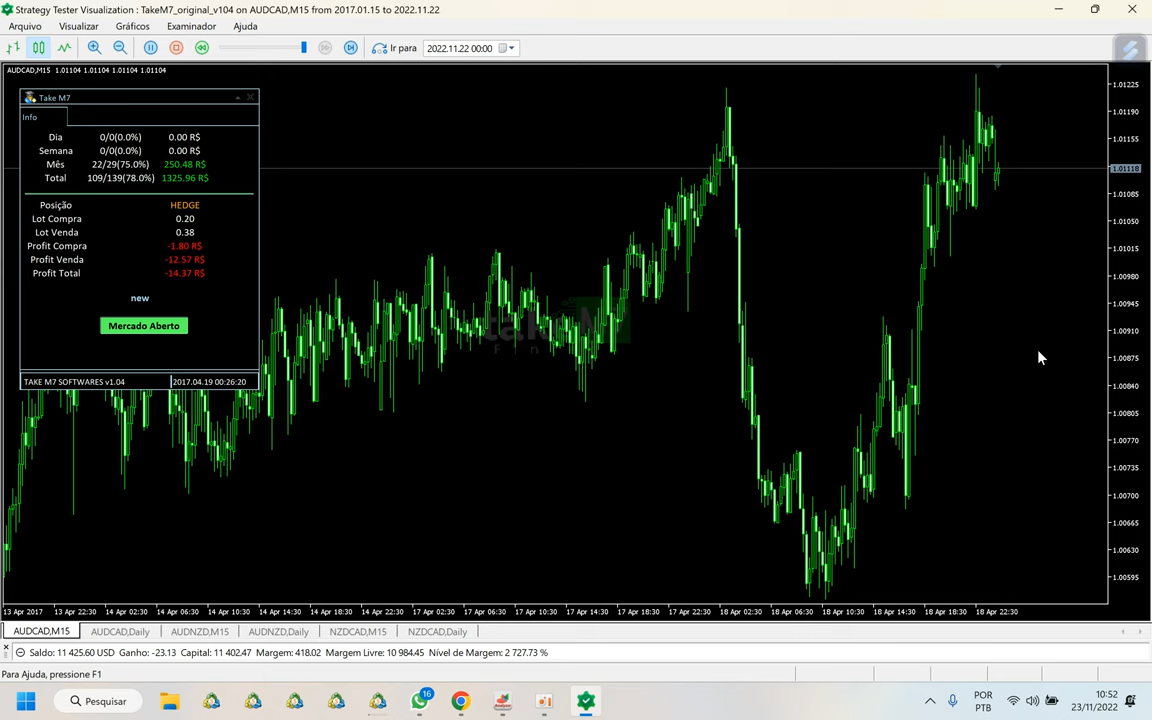 Strategy Tester Visualization : TakeM7_original_v104 on AUDCAD,M15 from 2017.01.15 to 2022.11.22
Arquivo Visualizar Gráficos Examinador Ajuda
Ir para 2022.11.22 00:00
AUDCAD,M15 1.01104 1.01104 1.01104 1.01104
Take M7
Info
Dia 0/0(0.0%) 0.00 R$
Semana 0/0(0.0%) 0.00 R$
Mês 22/29(75.0%) 250.48 R$
Total 109/139(78.0%) 1325.96 R$
Posição HEDGE
Lot Compra 0.20
Lot Venda 0.38
Profit Compra -1.80 R$
Profit Venda -12.57 R$
Profit Total -14.37 R$
new
Mercado Aberto
TAKE M7 SOFTWARES v1.04 2017.04.19 00:26:20
1.01225
1.01190
1.01155
1.01118
1.01085
1.01050
1.01015
1.00980
1.00945
1.00910
1.00875
1.00840
1.00805
1.00770
1.00735
1.00700
1.00665
1.00630
1.00595
13 Apr 2017 13 Apr 22:30 14 Apr 02:30 14 Apr 06:30 14 Apr 10:30 14 Apr 14:30 14 Apr 18:30 14 Apr 22:30 17 Apr 02:30 17 Apr 06:30 17 Apr 10:30 17 Apr 14:30 17 Apr 18:30 17 Apr 22:30 18 Apr 02:30 18 Apr 06:30 18 Apr 10:30 18 Apr 14:30 18 Apr 18:30 18 Apr 22:30
AUDCAD,M15 AUDCAD,Daily AUDNZD,M15 AUDNZD,Daily NZDCAD,M15 NZDCAD,Daily
Saldo: 11 425.60 USD Ganho: -23.13 Capital: 11 402.47 Margem: 418.02 Margem Livre: 10 984.45 Nível de Margem: 2 727.73 %
Para Ajuda, pressione F1
Pesquisar
16
POR
PTB
10:52
23/11/2022